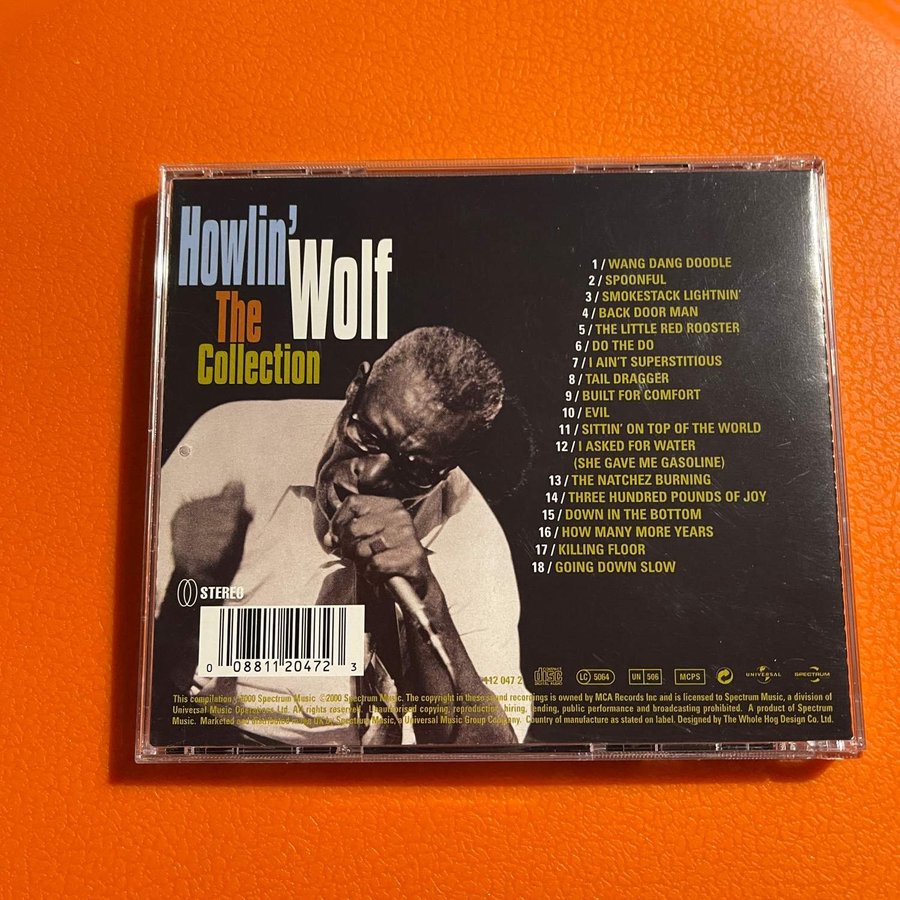 Howlin'
Wolf
The
Collection
1 / WANG DANG DOODLE
2 / SPOONFUL
3 / SMOKESTACK LIGHTNIN'
4 / BACK DOOR MAN
5 / THE LITTLE RED ROOSTER
6 / DO THE DO
7 / I AIN'T SUPERSTITIOUS
8 / TAIL DRAGGER
9 / BUILT FOR COMFORT
10 / EVIL
11 / SITTIN' ON TOP OF THE WORLD
12 / I ASKED FOR WATER
(SHE GAVE ME GASOLINE)
13 / THE NATCHEZ BURNING
14 / THREE HUNDRED POUNDS OF JOY
15 / DOWN IN THE BOTTOM
16 / HOW MANY MORE YEARS
17 / KILLING FLOOR
18 / GOING DOWN SLOW
STEREO
0 08811 20472 3
112 047 2
COMPACT disc DIGITAL AUDIO
LC 5064
UN 506
MCPS
UNIVERSAL
SPECTRUM
This compilation 2000 Spectrum Music ©2000 Spectrum Music. The copyright in these sound recordings is owned by MCA Records Inc and is licensed to Spectrum Music, a division of
Universal Music Operations Ltd. All rights reserved. Unauthorised copying, reproduction, hiring, lending, public performance and broadcasting prohibited. A product of Spectrum
Music. Marketed and distributed in the UK by Spectrum Music, a Universal Music Group Company. Country of manufacture as stated on label. Designed by The Whole Hog Design Co. Ltd.